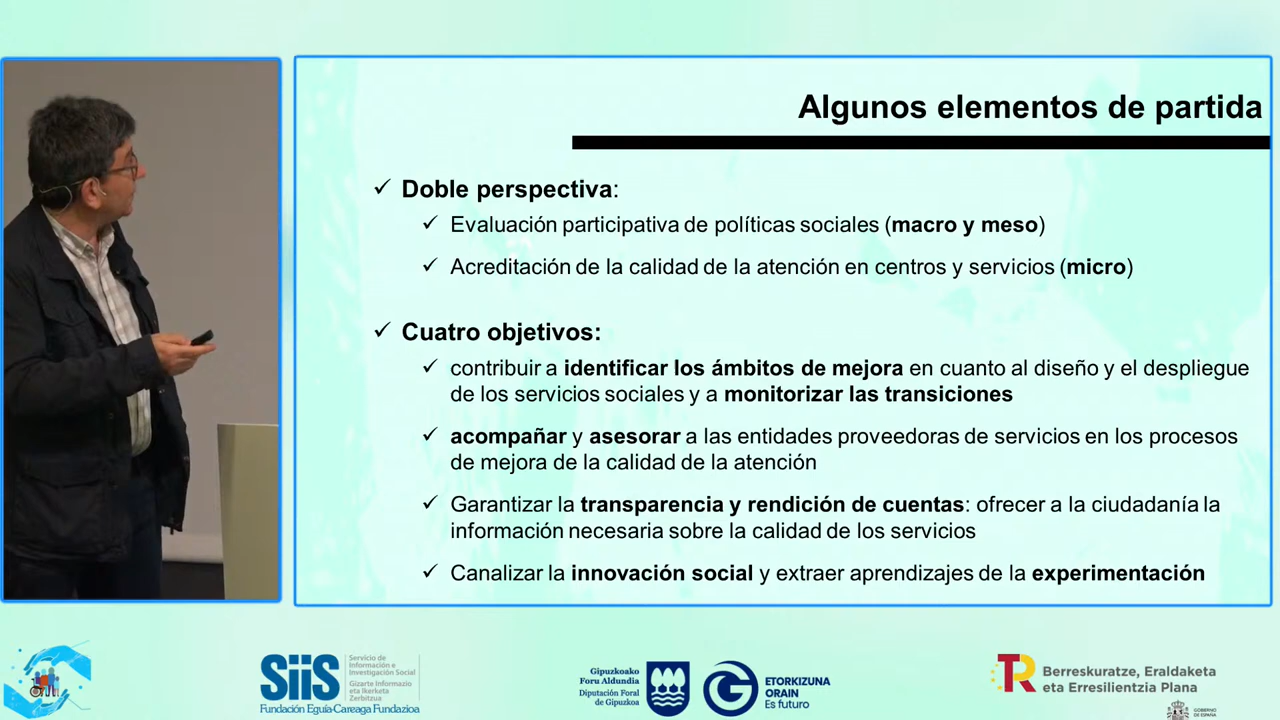 Algunos elementos de partida
Doble perspectiva:
Evaluación participativa de políticas sociales (macro y meso)
Acreditación de la calidad de la atención en centros y servicios (micro)
Cuatro objetivos:
contribuir a identificar los ámbitos de mejora en cuanto al diseño y el despliegue
de los servicios sociales y a monitorizar las transiciones
acompañar y asesorar a las entidades proveedoras de servicios en los procesos
de mejora de la calidad de la atención
Garantizar la transparencia y rendición de cuentas: ofrecer a la ciudadanía la
información necesaria sobre la calidad de los servicios
Canalizar la innovación social y extraer aprendizajes de la experimentación
SiiS
Servicio de
Información e
Investigación Social
Gizarte Informazio
eta Ikerketa
Zerbitzua
Fundación Eguía-Careaga Fundazioa
Gipuzkoako
Foru Aldundia
Diputación Foral
de Gipuzkoa
G
ETORKIZUNA
ORAIN
Es futuro
TR
Berreskuratze, Eraldaketa
eta Erresilientzia Plana
GOBIERNO
DE ESPAÑA